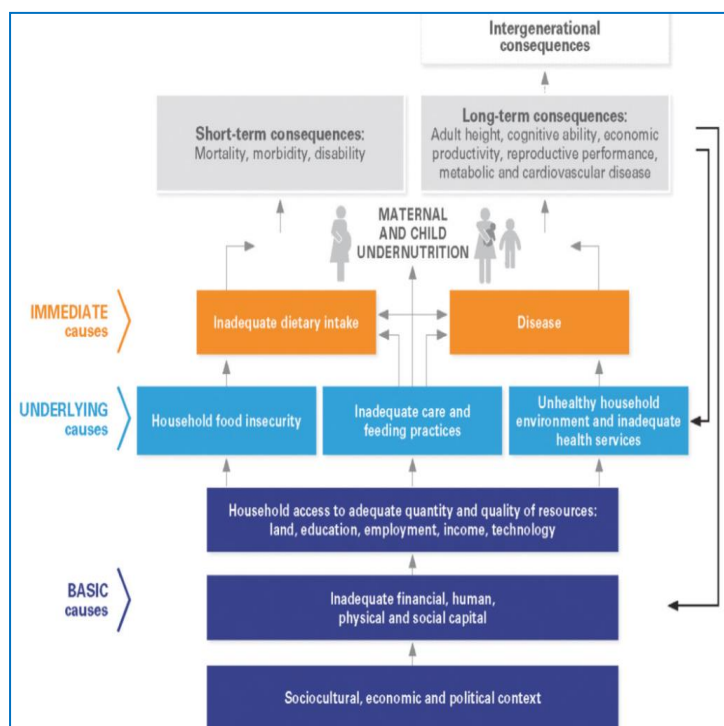 Intergenerational
consequences
Short-term consequences:
Mortality, morbidity, disability
Long-term consequences:
Adult height, cognitive ability, economic
productivity, reproductive performance,
metabolic and cardiovascular disease
MATERNAL
AND CHILD
UNDERNUTRITION
IMMEDIATE
causes
Inadequate dietary intake
Disease
UNDERLYING
causes
Household food insecurity
Inadequate care and
feeding practices
Unhealthy household
environment and inadequate
health services
Household access to adequate quantity and quality of resources:
land, education, employment, income, technology
BASIC
causes
Inadequate financial, human,
physical and social capital
Sociocultural, economic and political context